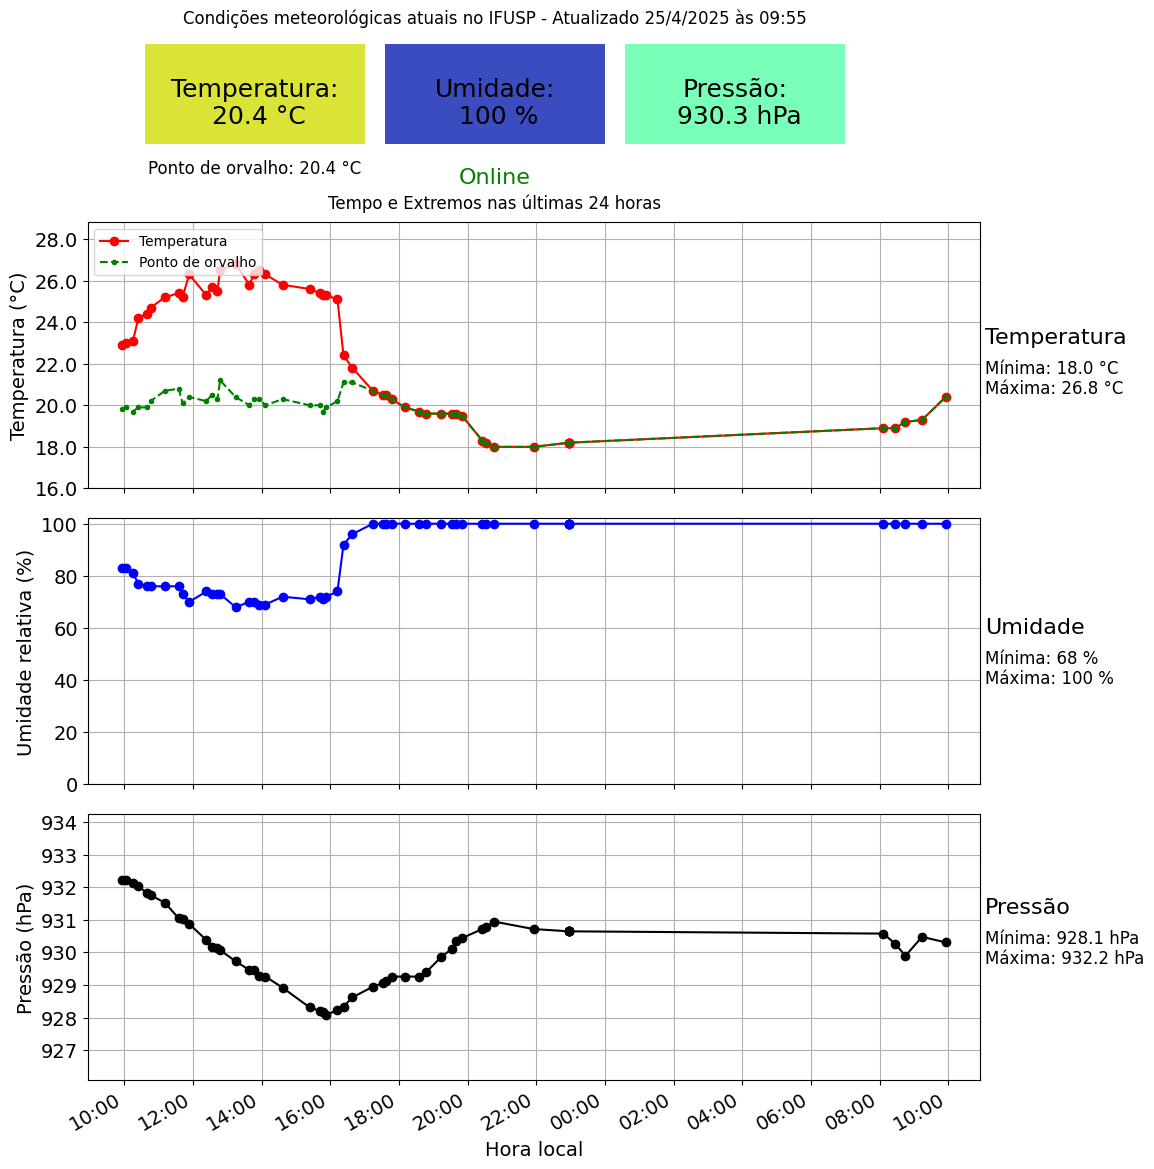 Condições meteorológicas atuais no IFUSP - Atualizado 25/4/2025 às 09:55
Temperatura:
20.4 °C
Umidade:
100 %
Pressão:
930.3 hPa
Ponto de orvalho: 20.4 °C
Online
Tempo e Extremos nas últimas 24 horas
Temperatura (°C)
28.0
26.0
24.0
22.0
20.0
18.0
16.0
Temperatura
Ponto de orvalho
Temperatura
Mínima: 18.0 °C
Máxima: 26.8 °C
Umidade relativa (%)
100
80
60
40
20
0
Umidade
Mínima: 68 %
Máxima: 100 %
Pressão (hPa)
934
933
932
931
930
929
928
927
Pressão
Mínima: 928.1 hPa
Máxima: 932.2 hPa
10:00
12:00
14:00
16:00
18:00
20:00
22:00
00:00
02:00
04:00
06:00
08:00
10:00
Hora local